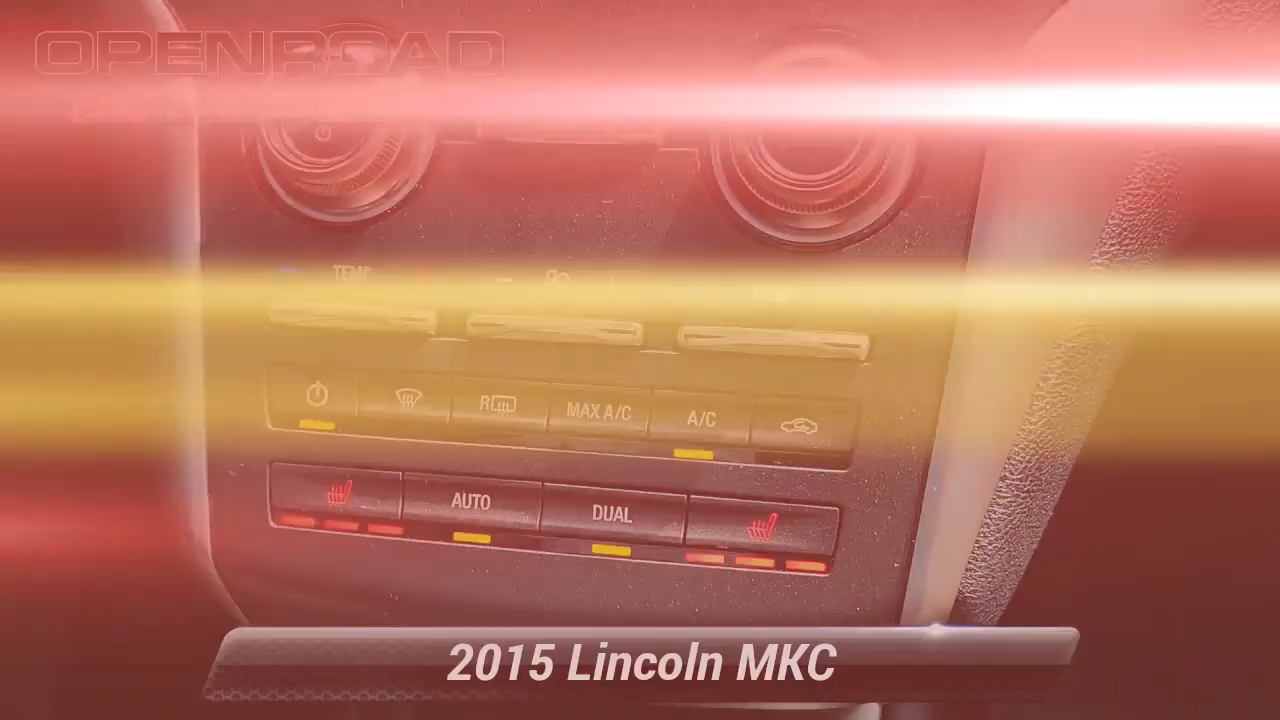 OPENROAD
TEMP
R
MAX A/C
A/C
AUTO
DUAL
2015 Lincoln MKC